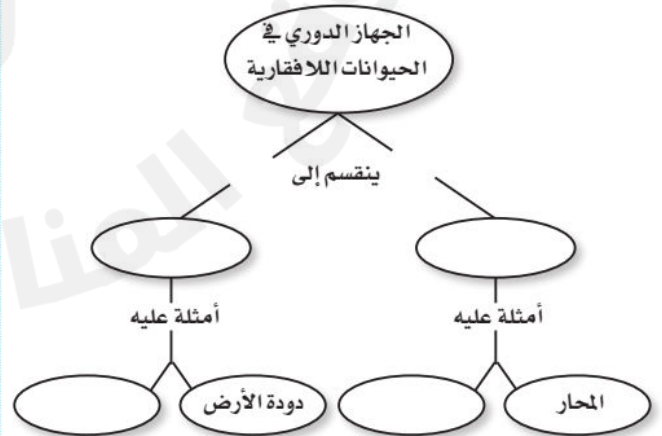 الجهاز الدوري في
الحيوانات اللافقارية
ينقسم إلى
أمثلة عليه
أمثلة عليه
المحار
دودة الأرض